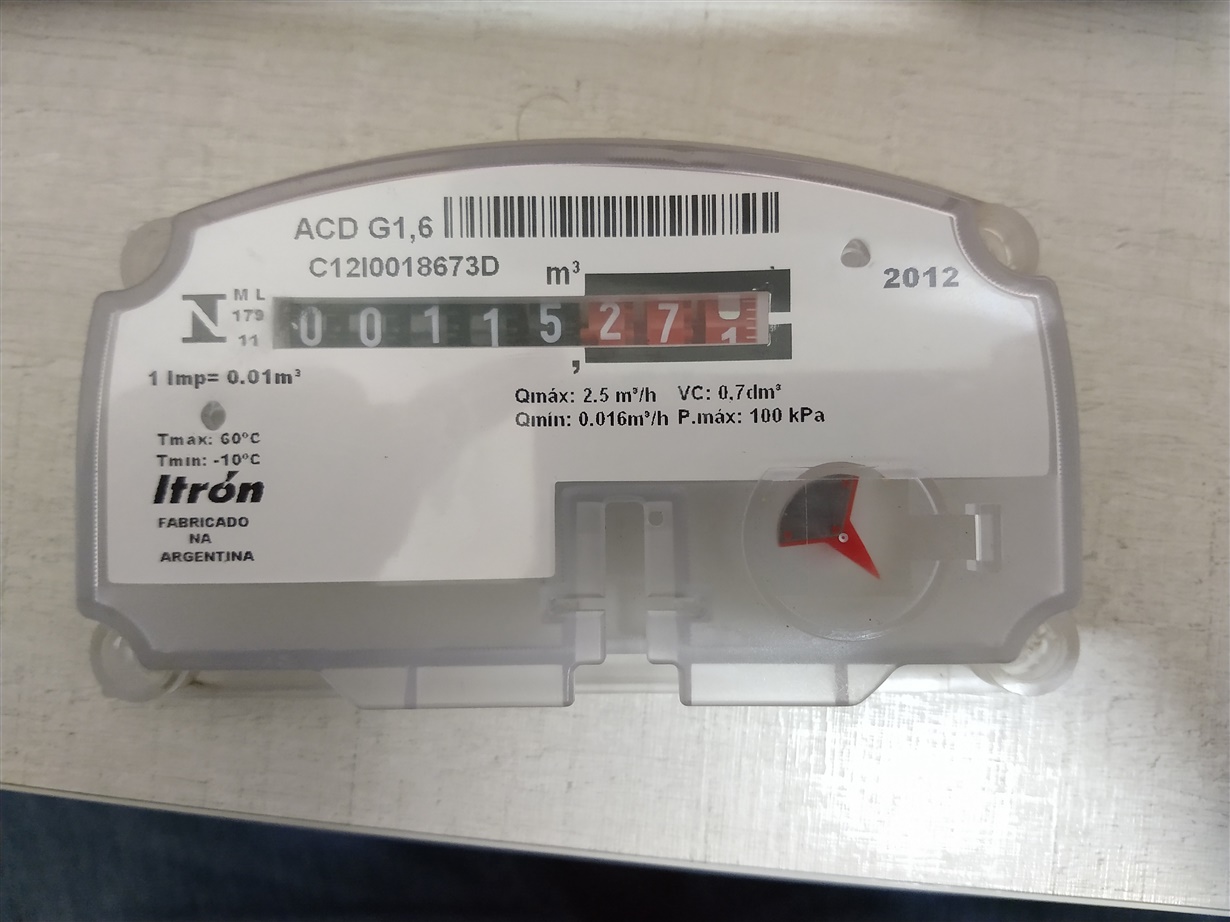 ACD G1,6
C12I0018673D
m³
2012
N
M L
179
11
0 0 1 1 5 2 7 1
,
1 Imp= 0.01m³
Qmáx: 2.5 m³/h VC: 0,7dm³
Qmín: 0.016m³/h P.máx: 100 kPa
Tmax: 60°C
Tmin: -10°C
Itrón
FABRICADO
NA
ARGENTINA